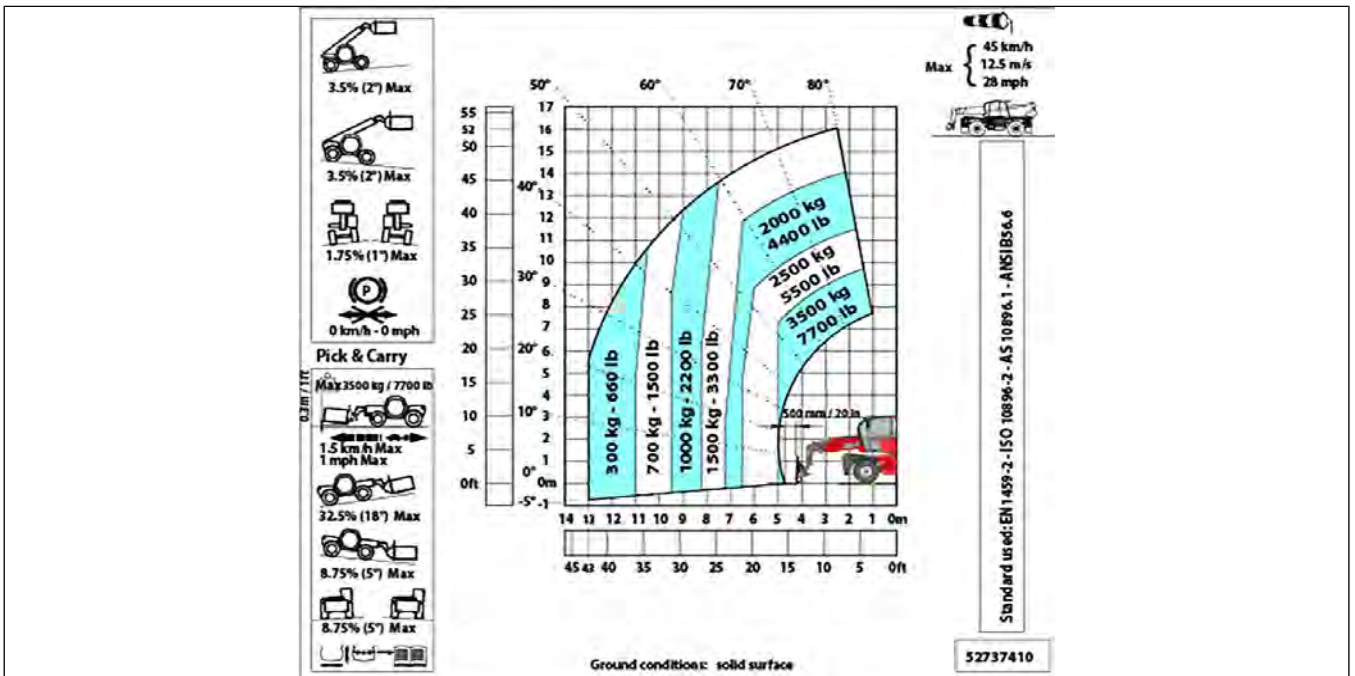 3.5% (2°) Max
3.5% (2°) Max
1.75% (1°) Max
P
0 km/h - 0 mph
Pick & Carry
0.3 m / 1 ft
Max 3500 kg / 7700 lb
1.5 km/h Max
1 mph Max
32.5% (18°) Max
8.75% (5°) Max
8.75% (5°) Max
50° 60° 70° 80°
40°
30°
20°
10°
0°
-5°
55
52
50
45
40
35
30
25
20
15
10
5
0ft
17
16
15
14
13
12
11
10
9
8
7
6
5
4
3
2
1
0m
-1
2000 kg
4400 lb
2500 kg
5500 lb
3500 kg
7700 lb
300 kg - 660 lb
700 kg - 1500 lb
1000 kg - 2200 lb
1500 kg - 3300 lb
500 mm / 20 in
14 13 12 11 10 9 8 7 6 5 4 3 2 1 0m
45 43 40 35 30 25 20 15 10 5 0ft
Ground conditions: solid surface
Max
45 km/h
12.5 m/s
28 mph
Standard used: EN 1459-2 - ISO 10896-2 - AS 10896.1 - ANSI B56.6
52737410